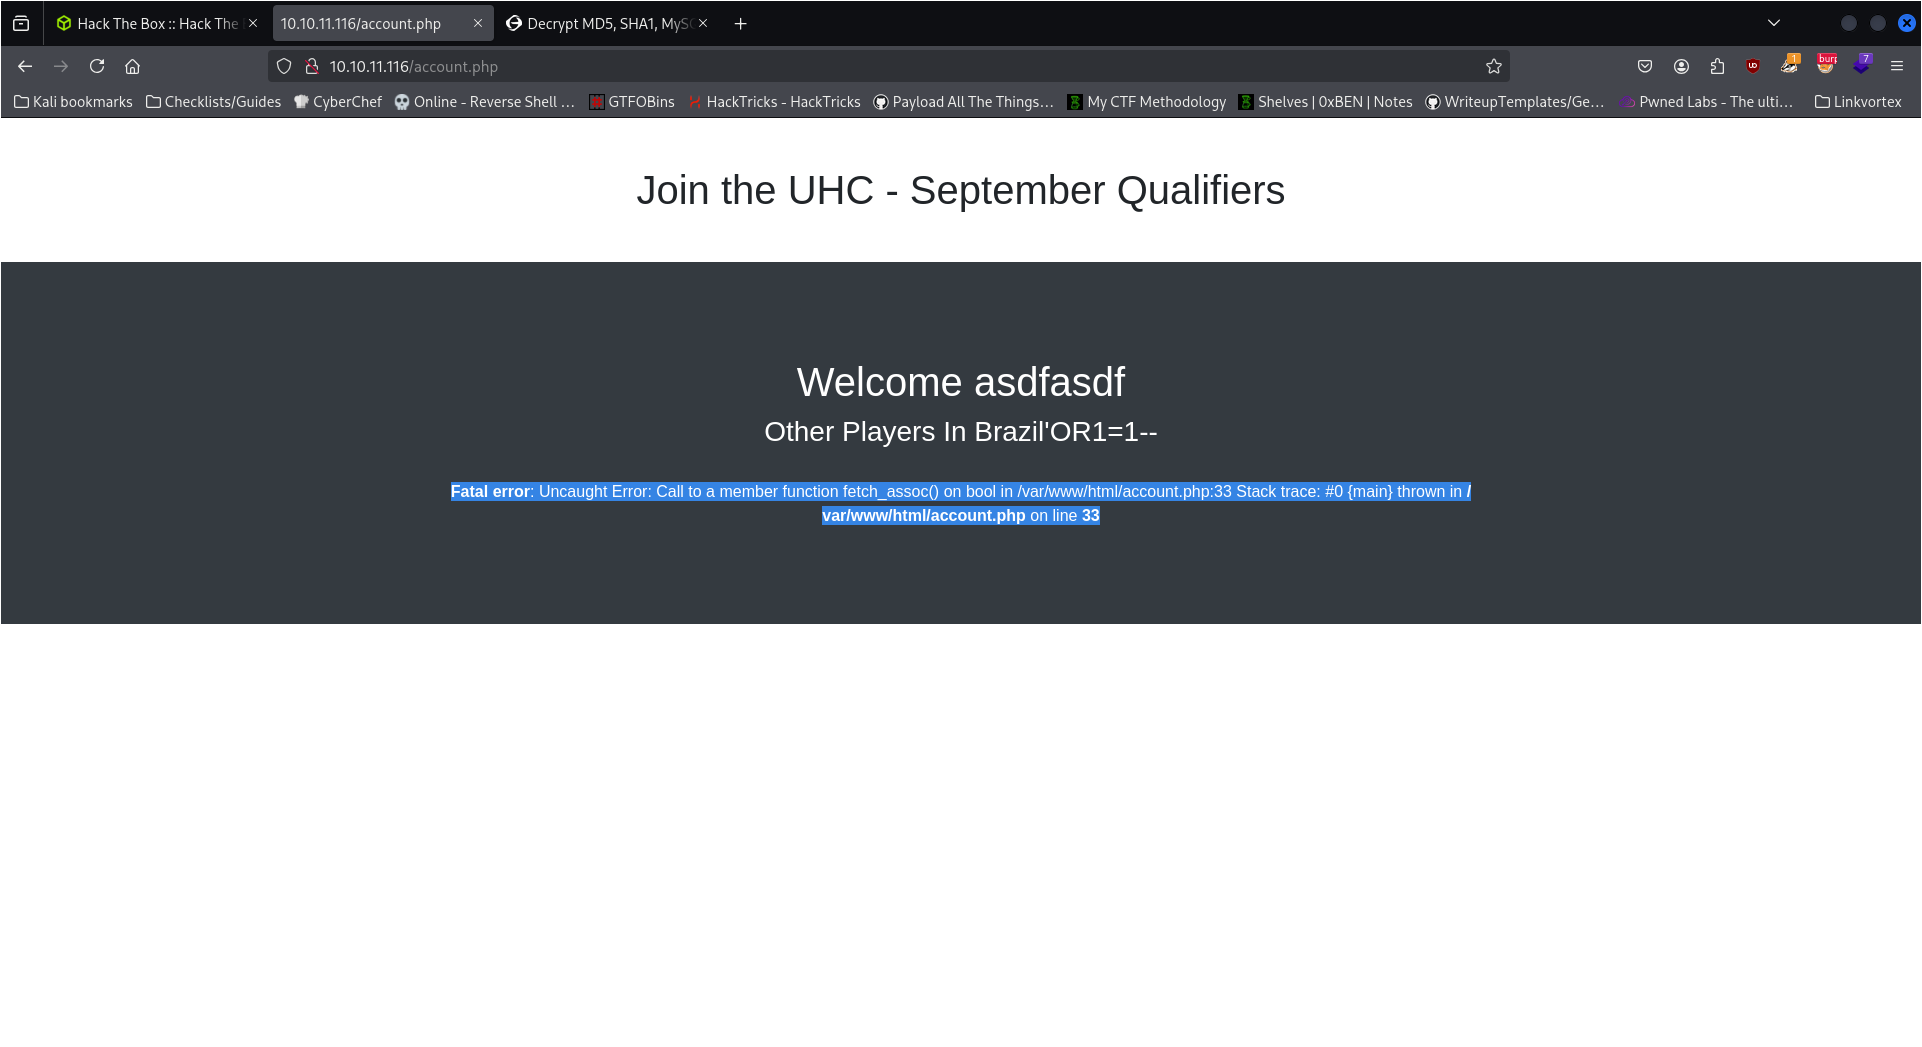 Hack The Box :: Hack The
10.10.11.116/account.php
Decrypt MD5, SHA1, MyS
10.10.11.116/account.php
1
burp
7
Kali bookmarks
Checklists/Guides
CyberChef
Online - Reverse Shell …
GTFOBins
HackTricks - HackTricks
Payload All The Things…
My CTF Methodology
Shelves | 0xBEN | Notes
WriteupTemplates/Ge…
Pwned Labs - The ulti…
Linkvortex
Join the UHC - September Qualifiers
Welcome asdfasdf
Other Players In Brazil'OR1=1--
Fatal error: Uncaught Error: Call to a member function fetch_assoc() on bool in /var/www/html/account.php:33 Stack trace: #0 {main} thrown in /
var/www/html/account.php on line 33